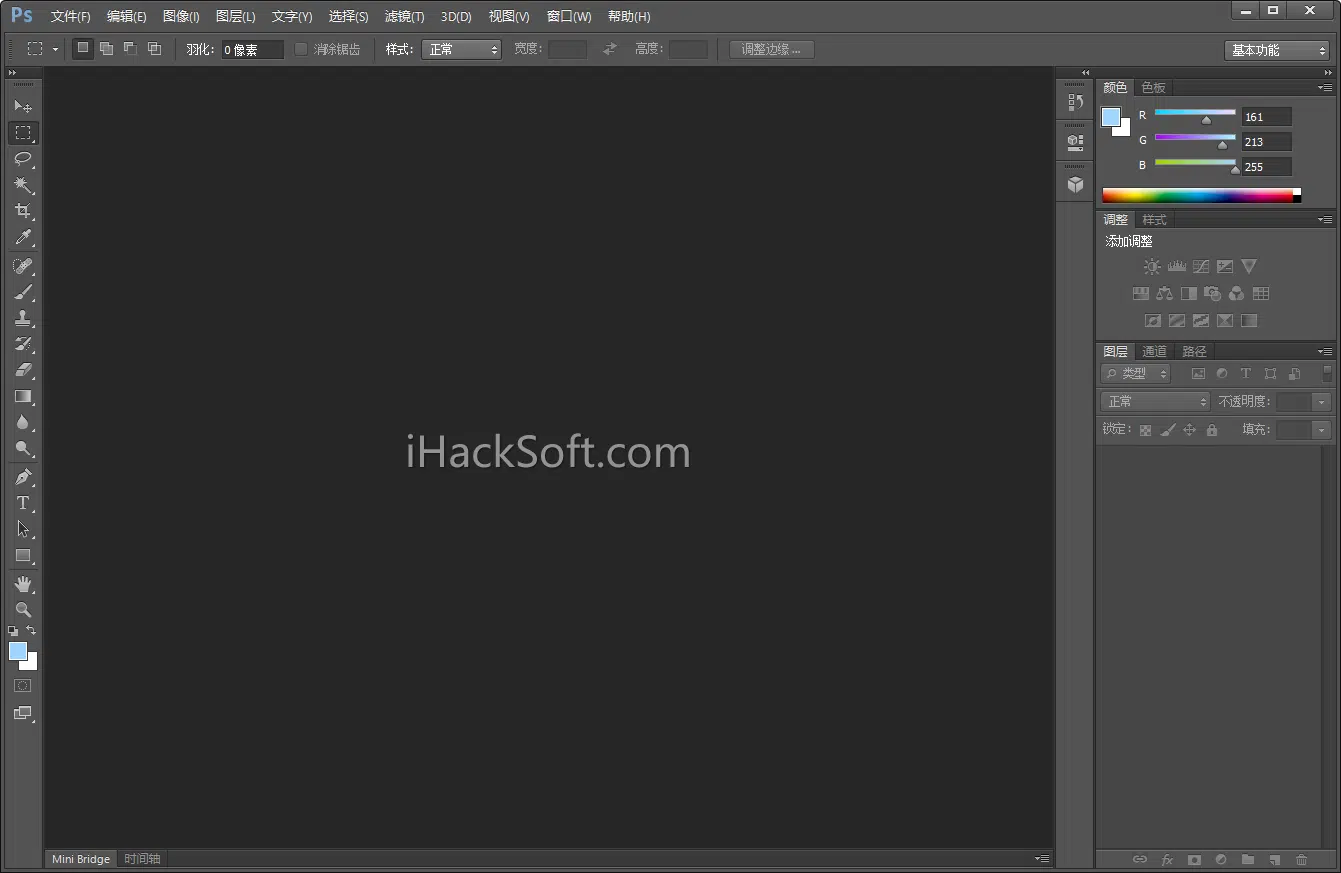 Ps 文件(F) 编辑(E) 图像(I) 图层(L) 文字(Y) 选择(S) 滤镜(T) 3D(D) 视图(V) 窗口(W) 帮助(H)
羽化: 0 像素 消除锯齿 样式: 正常 宽度: 高度: 调整边缘... 基本功能
颜色 色板
R 161
G 213
B 255
调整 样式
添加调整
图层 通道 路径
类型 T
正常 不透明度:
锁定: 填充:
T
iHackSoft.com
Mini Bridge 时间轴
fx